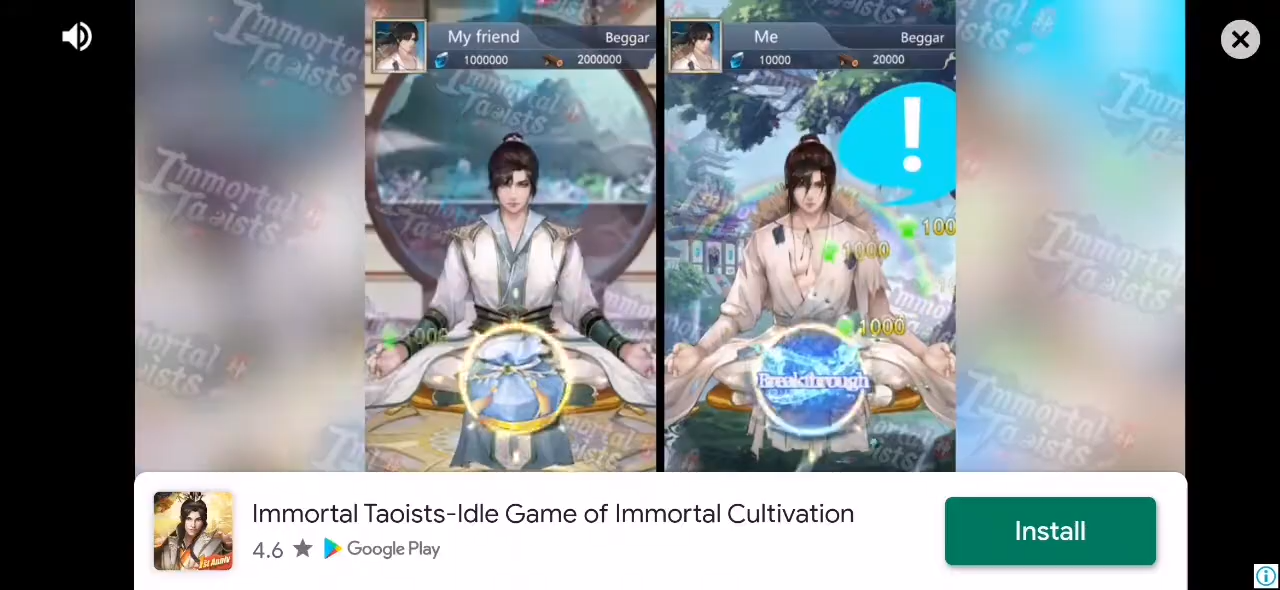 My friend
Beggar
1000000
2000000
Me
Beggar
10000
20000
!
100
1000
1000
1000
Breakthrough
Immortal
Taoists
Immortal Taoists-Idle Game of Immortal Cultivation
4.6 ★ Google Play
Install